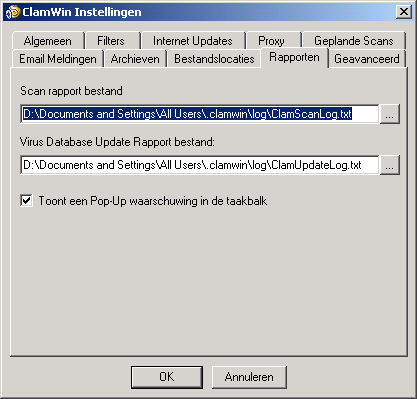 ClamWin Instellingen
Algemeen Filters Internet Updates Proxy Geplande Scans
Email Meldingen Archieven Bestandslocaties Rapporten Geavanceerd
Scan rapport bestand
D:\Documents and Settings\All Users\.clamwin\log\ClamScanLog.txt ...
Virus Database Update Rapport bestand:
D:\Documents and Settings\All Users\.clamwin\log\ClamUpdateLog.txt ...
Toont een Pop-Up waarschuwing in de taakbalk
OK Annuleren